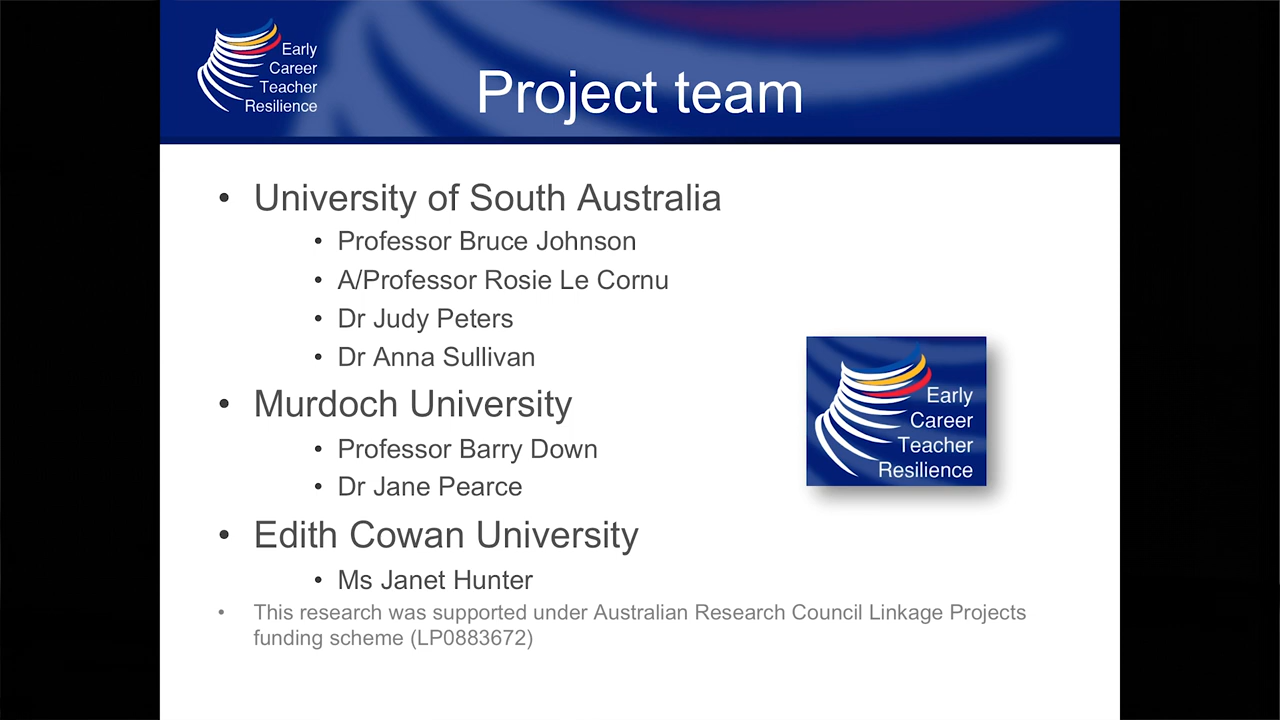 Early
Career
Teacher
Resilience
Project team
• University of South Australia
• Professor Bruce Johnson
• A/Professor Rosie Le Cornu
• Dr Judy Peters
• Dr Anna Sullivan
• Murdoch University
• Professor Barry Down
• Dr Jane Pearce
• Edith Cowan University
• Ms Janet Hunter
• This research was supported under Australian Research Council Linkage Projects
funding scheme (LP0883672)
Early
Career
Teacher
Resilience